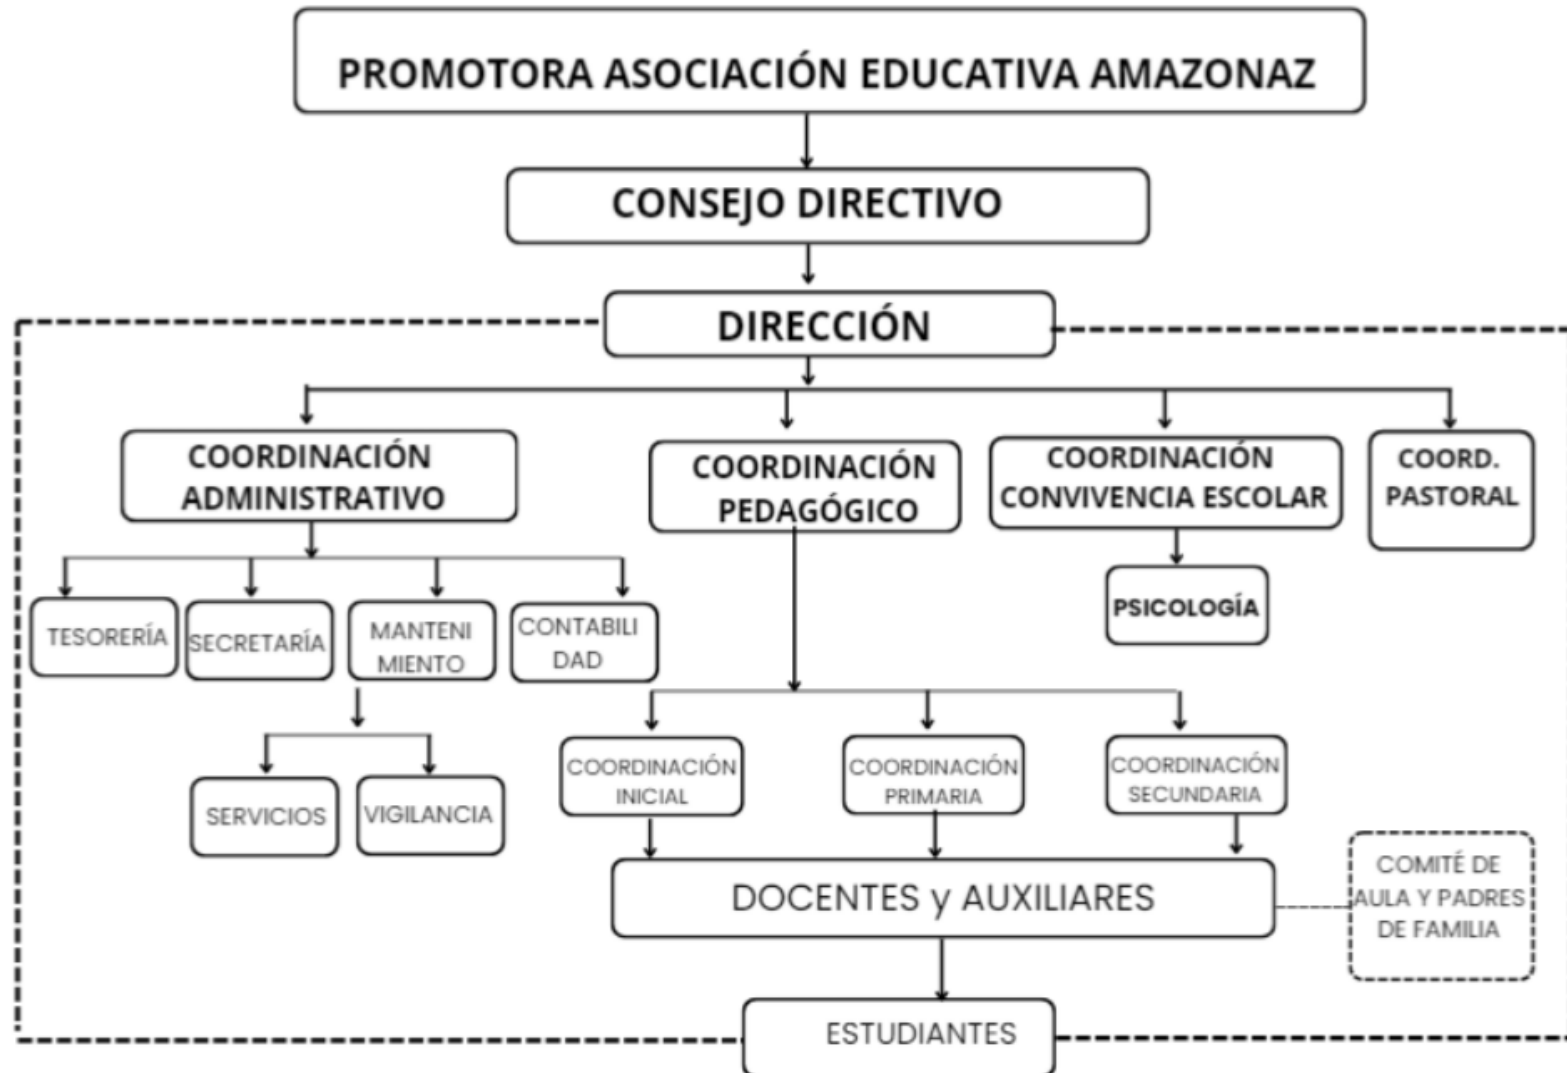 PROMOTORA ASOCIACIÓN EDUCATIVA AMAZONAZ
CONSEJO DIRECTIVO
DIRECCIÓN
COORDINACIÓN
ADMINISTRATIVO
COORDINACIÓN
PEDAGÓGICO
COORDINACIÓN
CONVIVENCIA ESCOLAR
COORD.
PASTORAL
PSICOLOGÍA
TESORERÍA
SECRETARÍA
MANTENI
MIENTO
CONTABILI
DAD
SERVICIOS
VIGILANCIA
COORDINACIÓN
INICIAL
COORDINACIÓN
PRIMARIA
COORDINACIÓN
SECUNDARIA
DOCENTES y AUXILIARES
COMITÉ DE
AULA Y PADRES
DE FAMILIA
ESTUDIANTES